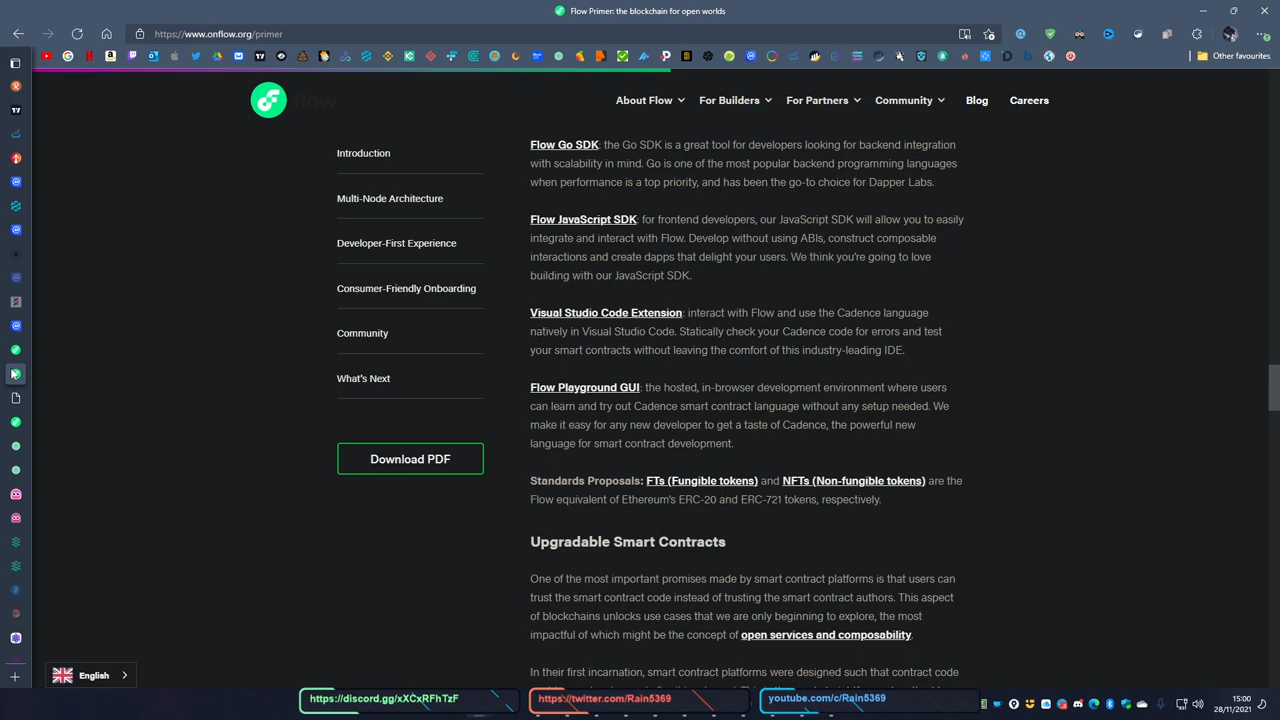 Flow Primer: the blockchain for open worlds
https://www.onflow.org/primer
Other favourites
flow
About Flow
For Builders
For Partners
Community
Blog
Careers
Introduction
Multi-Node Architecture
Developer-First Experience
Consumer-Friendly Onboarding
Community
What's Next
Download PDF
Flow Go SDK: the Go SDK is a great tool for developers looking for backend integration
with scalability in mind. Go is one of the most popular backend programming languages
when performance is a top priority, and has been the go-to choice for Dapper Labs.
Flow JavaScript SDK: for frontend developers, our JavaScript SDK will allow you to easily
integrate and interact with Flow. Develop without using ABIs, construct composable
interactions and create dapps that delight your users. We think you're going to love
building with our JavaScript SDK.
Visual Studio Code Extension: interact with Flow and use the Cadence language
natively in Visual Studio Code. Statically check your Cadence code for errors and test
your smart contracts without leaving the comfort of this industry-leading IDE.
Flow Playground GUI: the hosted, in-browser development environment where users
can learn and try out Cadence smart contract language without any setup needed. We
make it easy for any new developer to get a taste of Cadence, the powerful new
language for smart contract development.
Standards Proposals: FTs (Fungible tokens) and NFTs (Non-fungible tokens) are the
Flow equivalent of Ethereum's ERC-20 and ERC-721 tokens, respectively.
Upgradable Smart Contracts
One of the most important promises made by smart contract platforms is that users can
trust the smart contract code instead of trusting the smart contract authors. This aspect
of blockchains unlocks use cases that we are only beginning to explore, the most
impactful of which might be the concept of open services and composability.
In their first incarnation, smart contract platforms were designed such that contract code
English
https://discord.gg/xXCxRFhTzF
https://twitter.com/Rain5369
youtube.com/c/Rain5369
15:00
28/11/2021